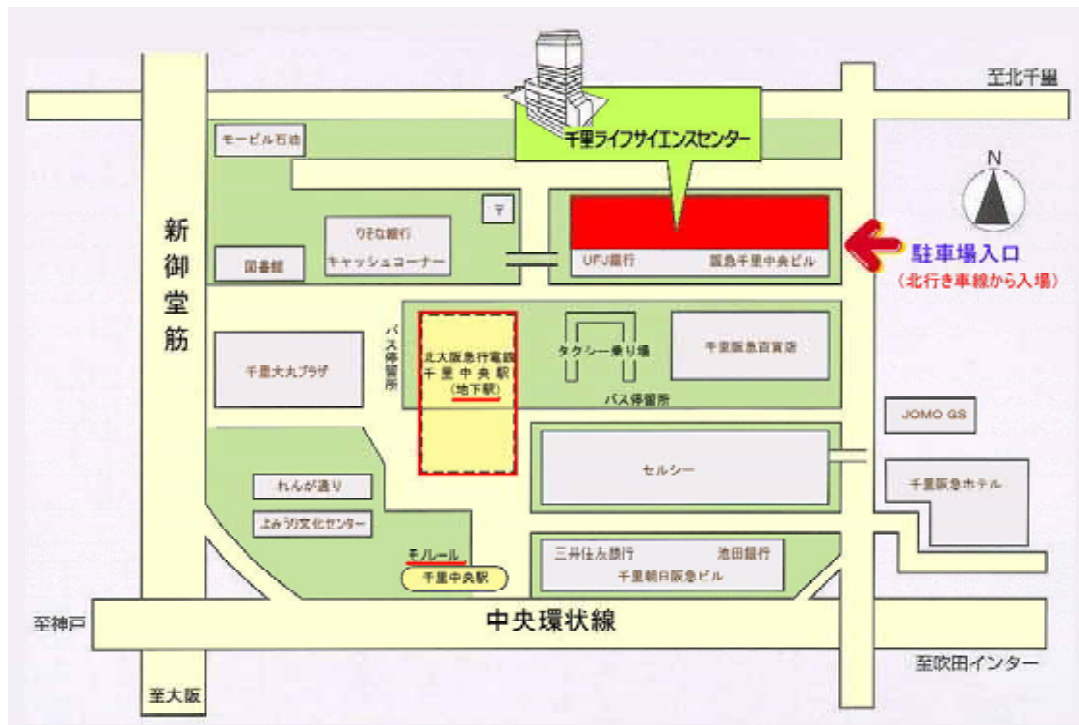 至北千里
モービル石油
千里ライフサイエンスセンター
N
〒
新御堂筋
りそな銀行
キャッシュコーナー
図書館
UFJ銀行
阪急千里中央ビル
駐車場入口
(北行き車線から入場)
バス停留所
北大阪急行電鉄
千里中央駅
(地下駅)
タクシー乗り場
千里阪急百貨店
千里大丸プラザ
バス停留所
JOMO GS
セルシー
千里阪急ホテル
れんが通り
よみうり文化センター
モノレール
千里中央駅
三井住友銀行
池田銀行
千里朝日阪急ビル
至神戸
中央環状線
至吹田インター
至大阪